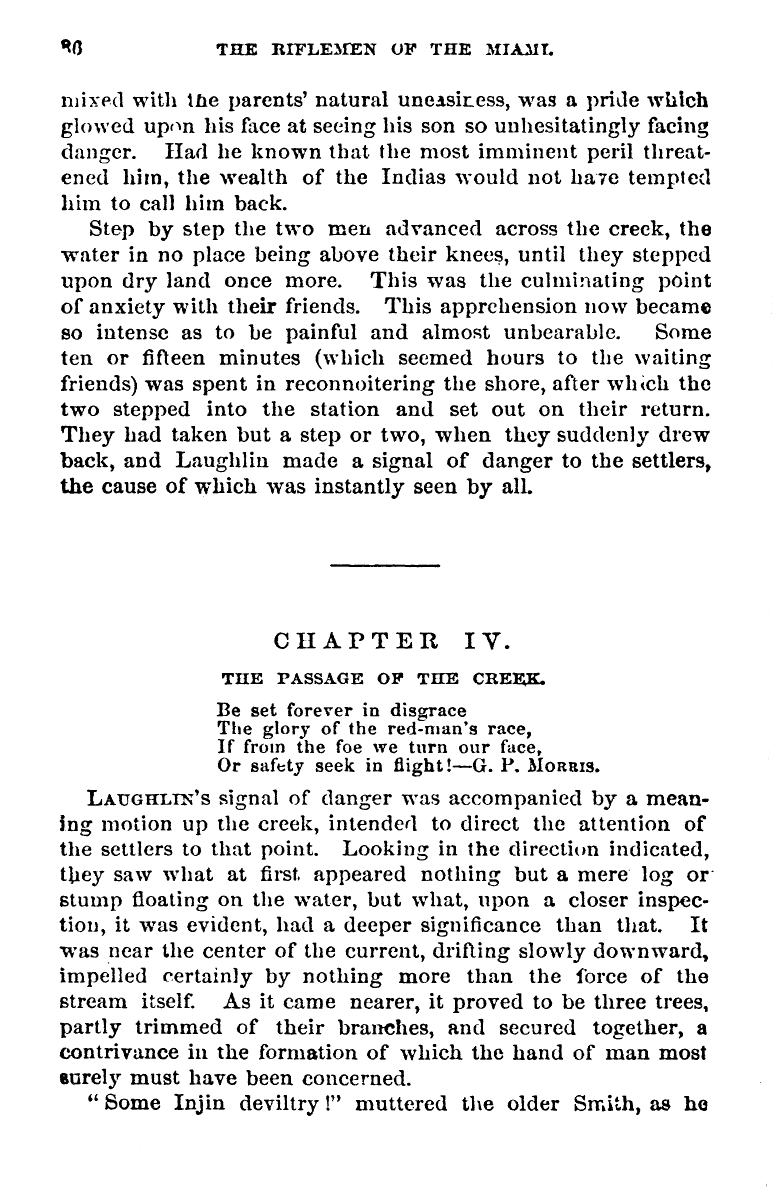 THE RIFLEMEN OF THE MIAMI.
mixed with the parents' natural uneasiness, was a pride which
glowed upon his face at seeing his son so unhesitatingly facing
danger. Had he known that the most imminent peril threat-
ened him, the wealth of the Indias would not have tempted
him to call him back.
Step by step the two men advanced across the creek, the
water in no place being above their knees, until they stepped
upon dry land once more. This was the culminating point
of anxiety with their friends. This apprehension now became
so intense as to be painful and almost unbearable. Some
ten or fifteen minutes (which seemed hours to the waiting
friends) was spent in reconnoitering the shore, after which the
two stepped into the station and set out on their return.
They had taken but a step or two, when they suddenly drew
back, and Laughlin made a signal of danger to the settlers,
the cause of which was instantly seen by all.
CHAPTER IV.
THE PASSAGE OF THE CREEK.
Be set forever in disgrace
The glory of the red-man's race,
If from the foe we turn our face,
Or safety seek in flight!—G. P. MORRIS.
LAUGHLIN'S signal of danger was accompanied by a mean-
ing motion up the creek, intended to direct the attention of
the settlers to that point. Looking in the direction indicated,
they saw what at first appeared nothing but a mere log or
stump floating on the water, but what, upon a closer inspec-
tion, it was evident, had a deeper significance than that. It
was near the center of the current, drifting slowly downward,
impelled certainly by nothing more than the force of the
stream itself. As it came nearer, it proved to be three trees,
partly trimmed of their branches, and secured together, a
contrivance in the formation of which the hand of man most
surely must have been concerned.
"Some Injin deviltry!" muttered the older Smith, as he